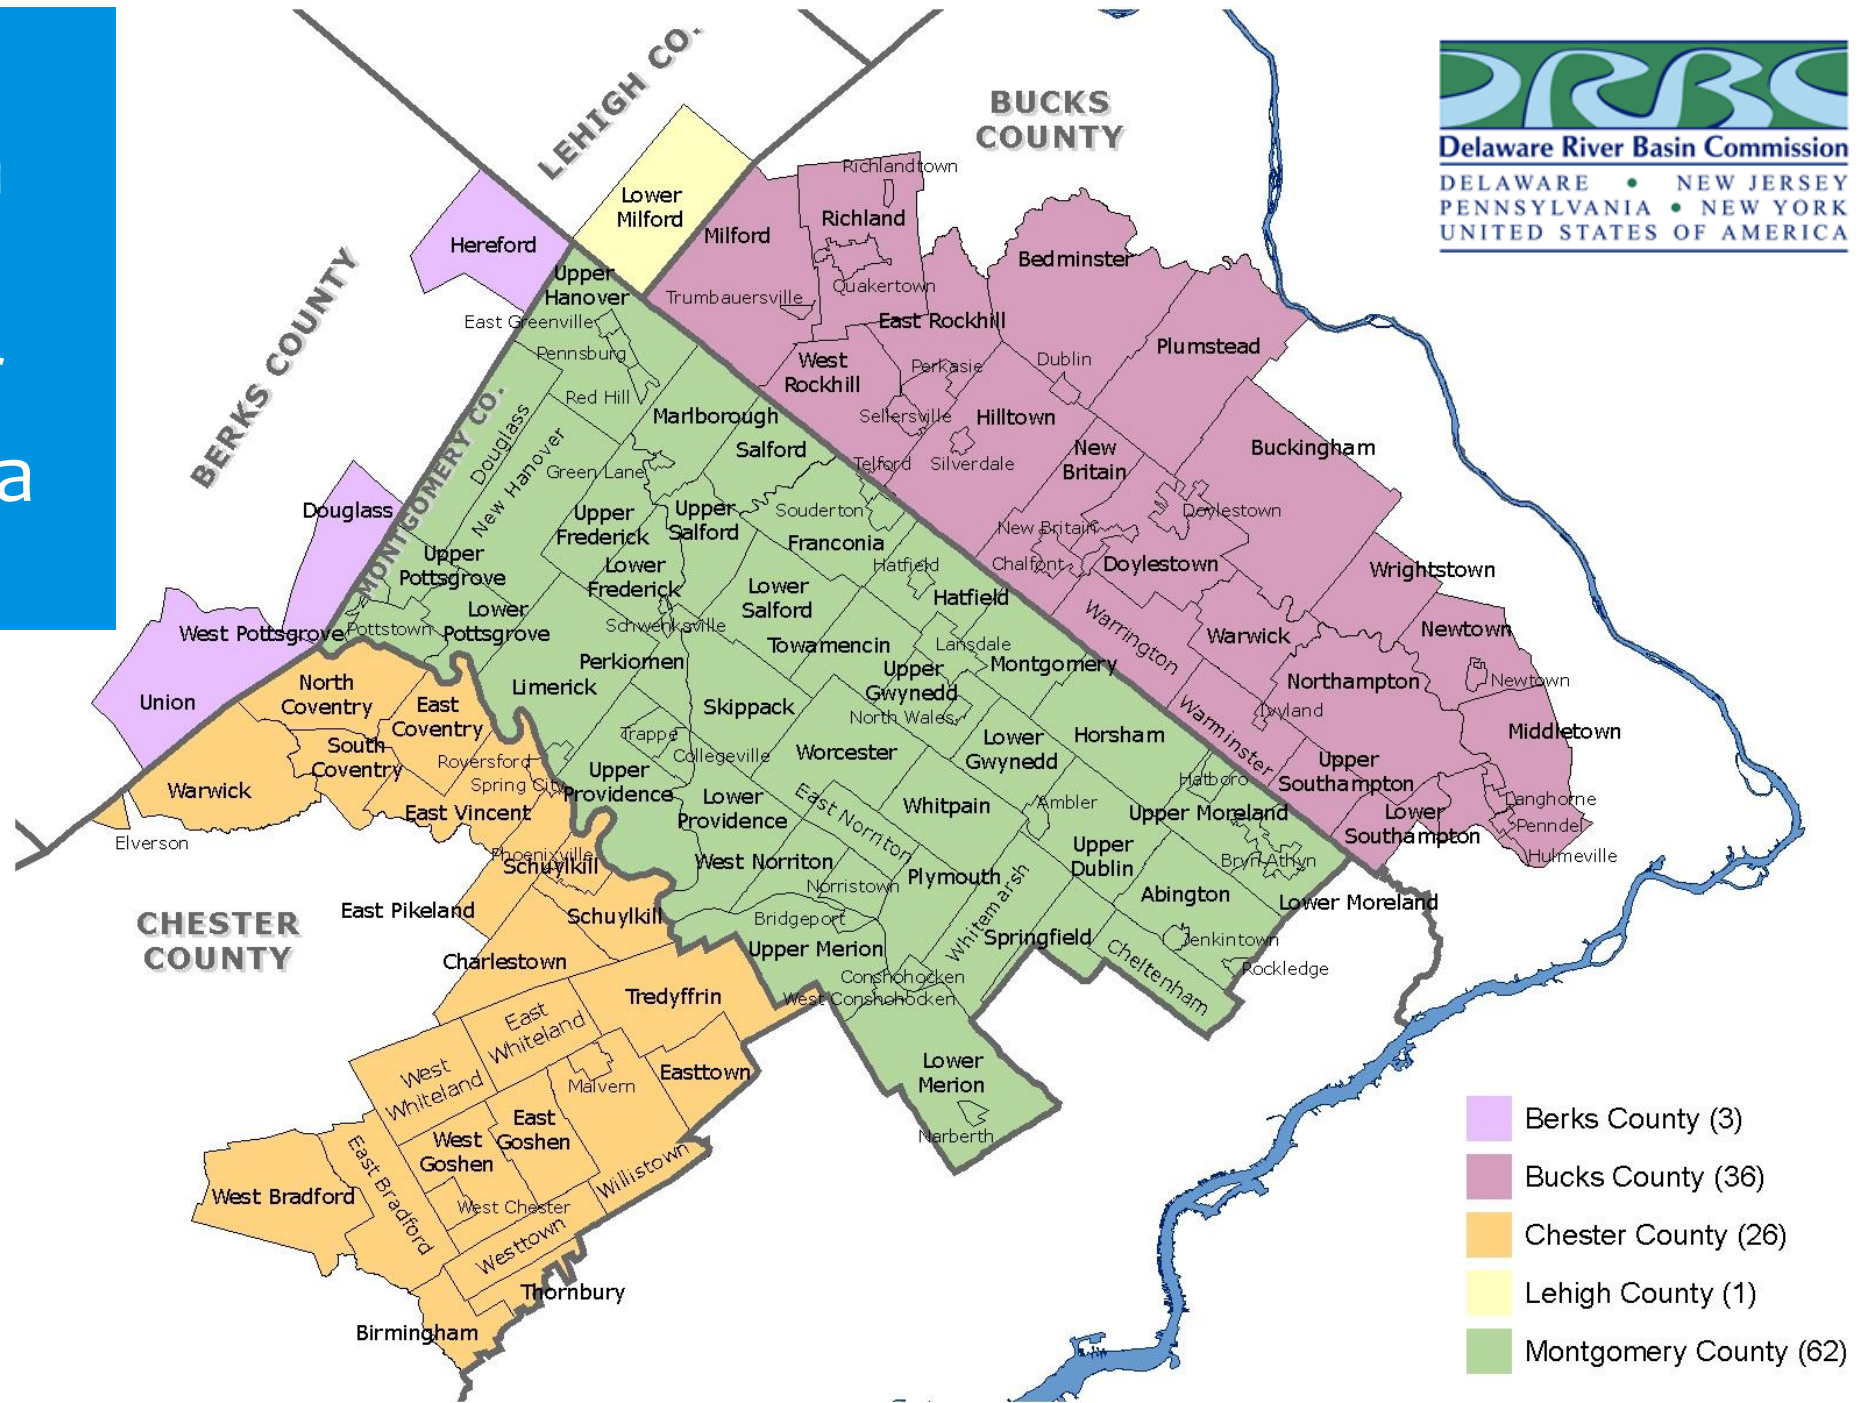 LEHIGH CO.
BUCKS
COUNTY
BERKS COUNTY
MONTGOMERY CO.
CHESTER
COUNTY
Delaware River Basin Commission
DELAWARE • NEW JERSEY
PENNSYLVANIA • NEW YORK
UNITED STATES OF AMERICA
a
Lower
Milford
Hereford
Milford
Richlandtown
Richland
Quakertown
Trumbauersville
Bedminster
East Rockhill
West
Rockhill
Perkasie
Sellersville
Dublin
Plumstead
Hilltown
Silverdale
Telford
New
Britain
Buckingham
Doylestown
New Britain
Chalfont
Doylestown
Wrightstown
Warrington
Warwick
Newtown
Newtown
Northampton
Ivyland
Warminster
Middletown
Upper
Southampton
Lower
Southampton
Langhorne
Penndel
Hulmeville
Upper
Hanover
East Greenville
Pennsburg
Red Hill
Marlborough
Salford
Douglass
New Hanover
Green Lane
Upper
Frederick
Upper
Salford
Souderton
Franconia
Hatfield
Hatfield
Lower
Frederick
Lower
Salford
Schwenksville
Towamencin
Lansdale
Montgomery
Upper
Gwynedd
North Wales
Douglass
Upper
Pottsgrove
Lower
Pottsgrove
West Pottsgrove
Pottstown
Union
Perkiomen
Limerick
Skippack
Trappe
Collegeville
Worcester
Lower
Gwynedd
Horsham
Hatboro
Upper
Providence
Lower
Providence
East Norriton
Whitpain
Ambler
Upper Moreland
Upper
Dublin
Bryn Athyn
West Norriton
Norristown
Plymouth
Whitemarsh
Abington
Lower Moreland
Bridgeport
Upper Merion
Springfield
Jenkintown
Rockledge
Cheltenham
Conshohocken
West Conshohocken
Lower
Merion
Narberth
North
Coventry
East
Coventry
South
Coventry
Royersford
Spring City
Warwick
Elverson
East Vincent
Phoenixville
Schuylkill
East Pikeland
Schuylkill
Charlestown
Tredyffrin
East
Whiteland
West
Whiteland
Malvern
Easttown
East
Goshen
West
Goshen
Willistown
West Chester
East Bradford
West Bradford
Westtown
Thornbury
Birmingham
Berks County (3)
Bucks County (36)
Chester County (26)
Lehigh County (1)
Montgomery County (62)